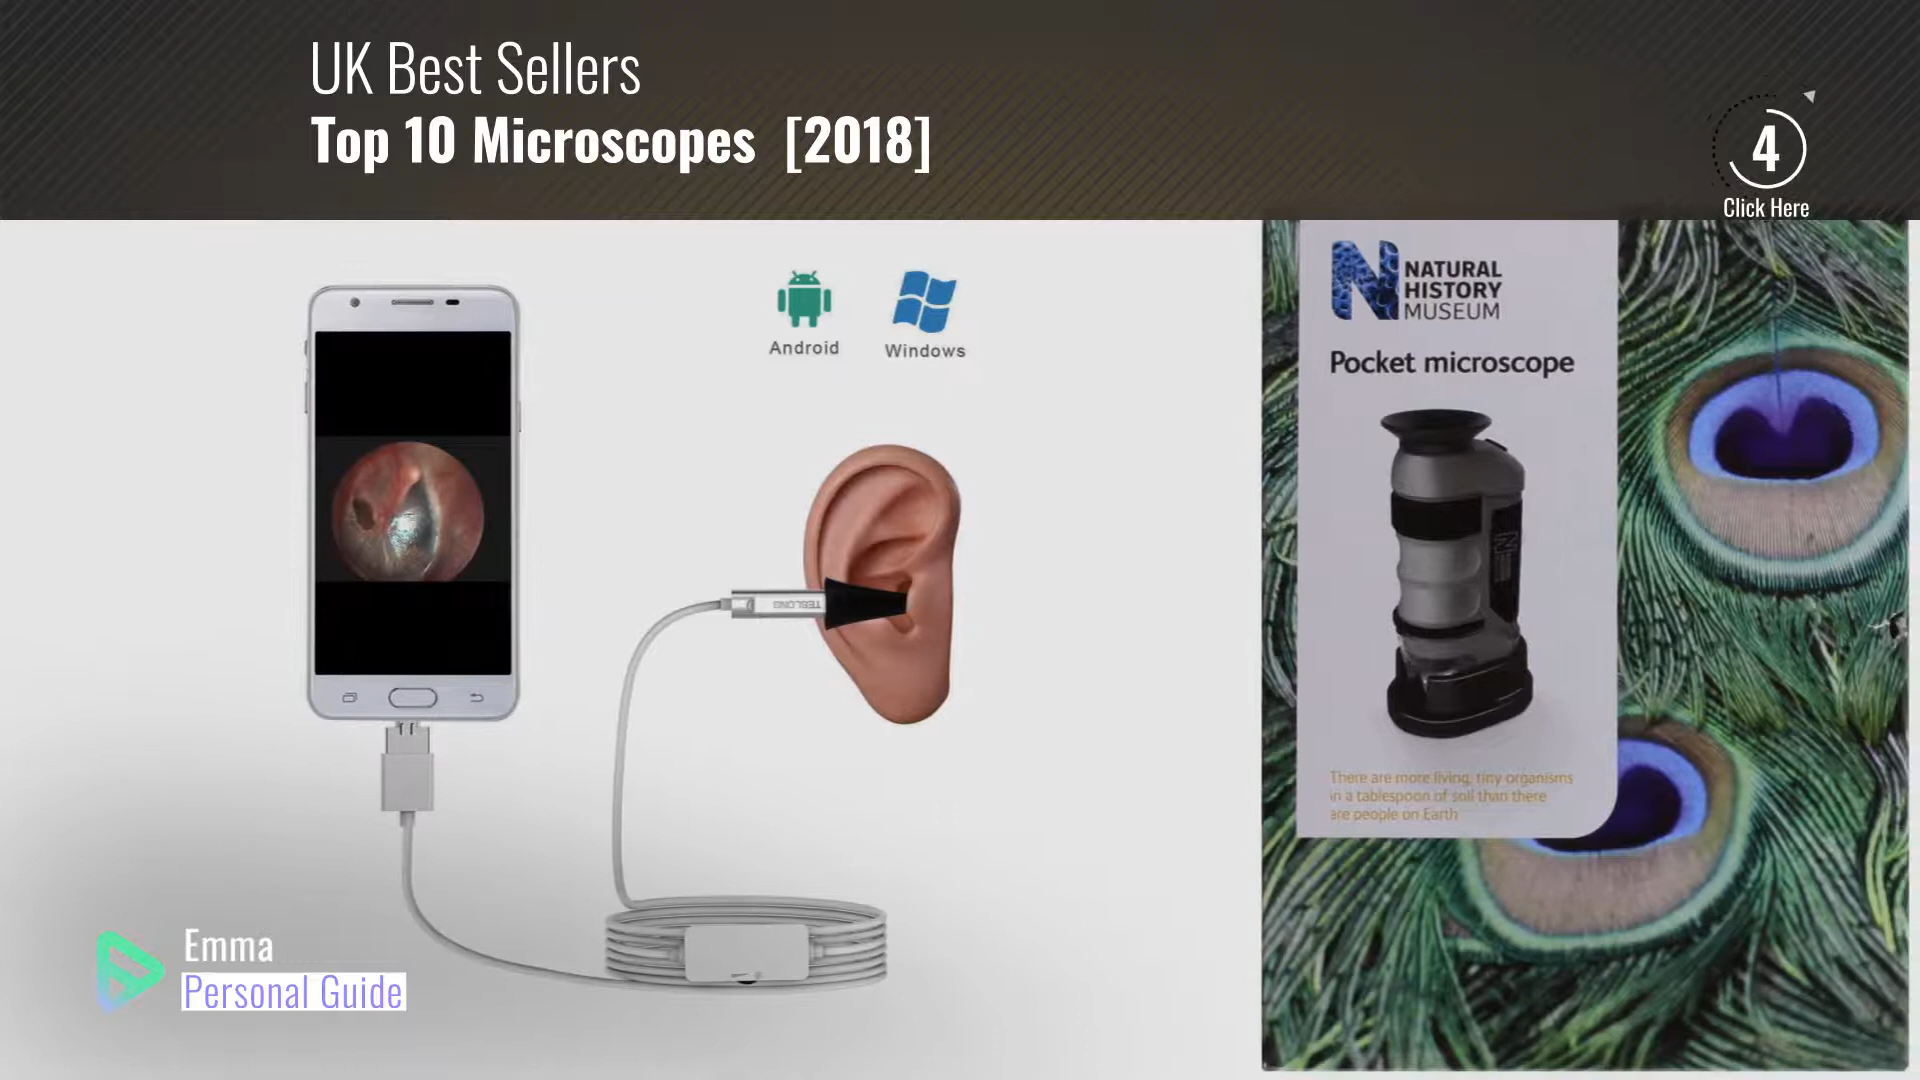 UK Best Sellers
Top 10 Microscopes [2018]
4
Click Here
Android
Windows
TESLONG
NATURAL
HISTORY
MUSEUM
Pocket microscope
There are more living, tiny organisms
in a tablespoon of soil than there
are people on Earth
Emma
Personal Guide